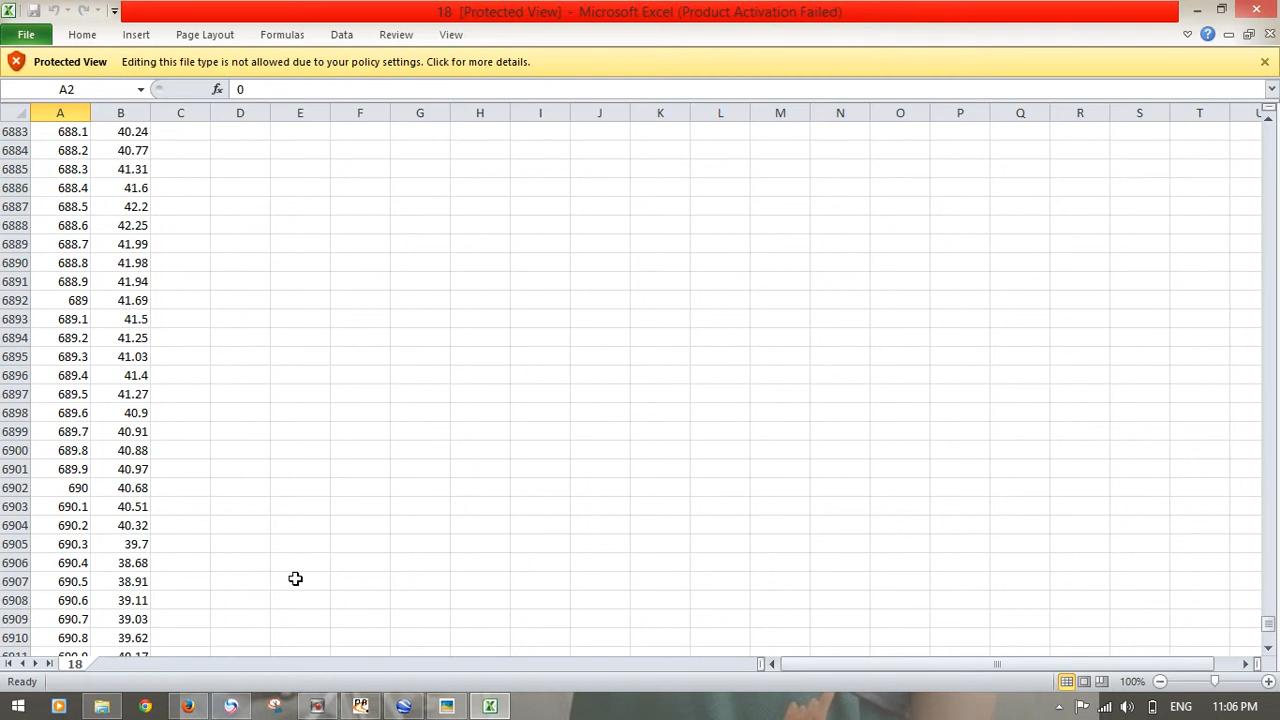 18 [Protected View] - Microsoft Excel (Product Activation Failed)
File Home Insert Page Layout Formulas Data Review View
Protected View Editing this file type is not allowed due to your policy settings. Click for more details.
A2 fx 0
A B C D E F G H I J K L M N O P Q R S T U
6883 688.1 40.24
6884 688.2 40.77
6885 688.3 41.31
6886 688.4 41.6
6887 688.5 42.2
6888 688.6 42.25
6889 688.7 41.99
6890 688.8 41.98
6891 688.9 41.94
6892 689 41.69
6893 689.1 41.5
6894 689.2 41.25
6895 689.3 41.03
6896 689.4 41.4
6897 689.5 41.27
6898 689.6 40.9
6899 689.7 40.91
6900 689.8 40.88
6901 689.9 40.97
6902 690 40.68
6903 690.1 40.51
6904 690.2 40.32
6905 690.3 39.7
6906 690.4 38.68
6907 690.5 38.91
6908 690.6 39.11
6909 690.7 39.03
6910 690.8 39.62
6911 690.9 40.17
18
Ready 100%
ENG 11:06 PM